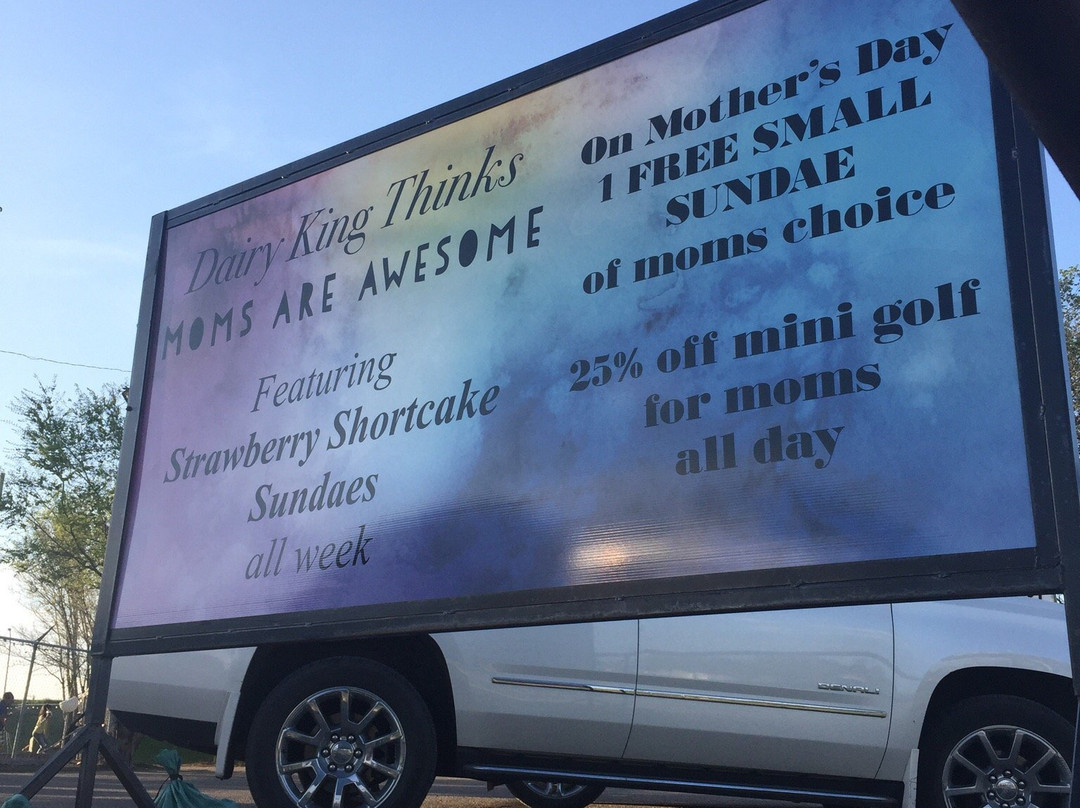 Dairy King Thinks
MOMS ARE AWESOME
Featuring
Strawberry Shortcake
Sundaes
all week
On Mother's Day
1 FREE SMALL
SUNDAE
of moms choice
25% off mini golf
for moms
all day
DENALI